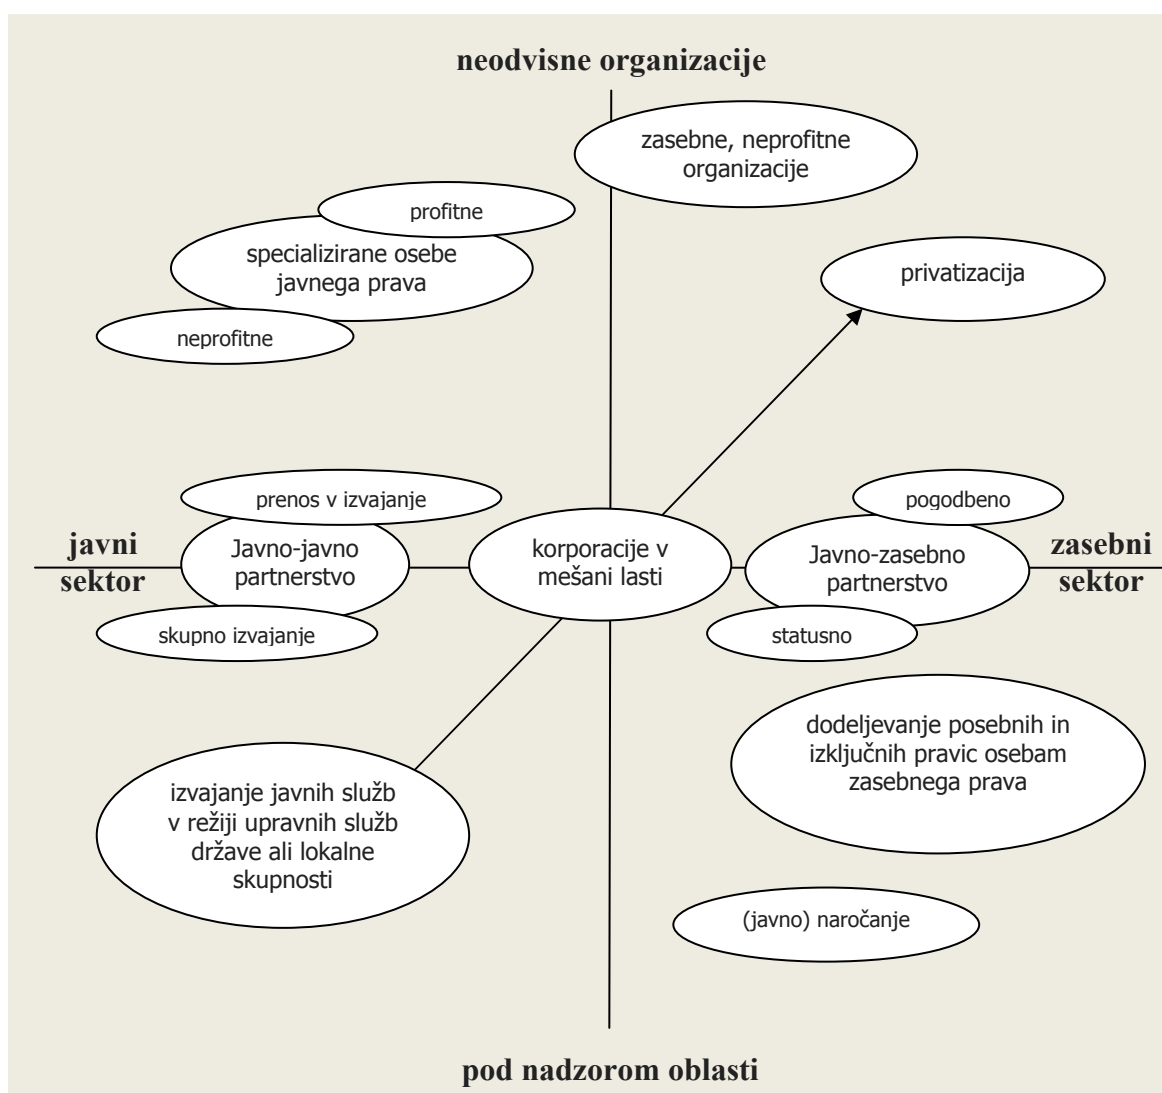 neodvisne organizacije
zasebne, neprofitne
organizacije
profitne
specializirane osebe
javnega prava
neprofitne
privatizacija
prenos v izvajanje
Javno-javno
partnerstvo
skupno izvajanje
javni
sektor
korporacije v
mešani lasti
pogodbeno
Javno-zasebno
partnerstvo
statusno
zasebni
sektor
izvajanje javnih služb
v režiji upravnih služb
države ali lokalne
skupnosti
dodeljevanje posebnih in
izključnih pravic osebam
zasebnega prava
(javno) naročanje
pod nadzorom oblasti